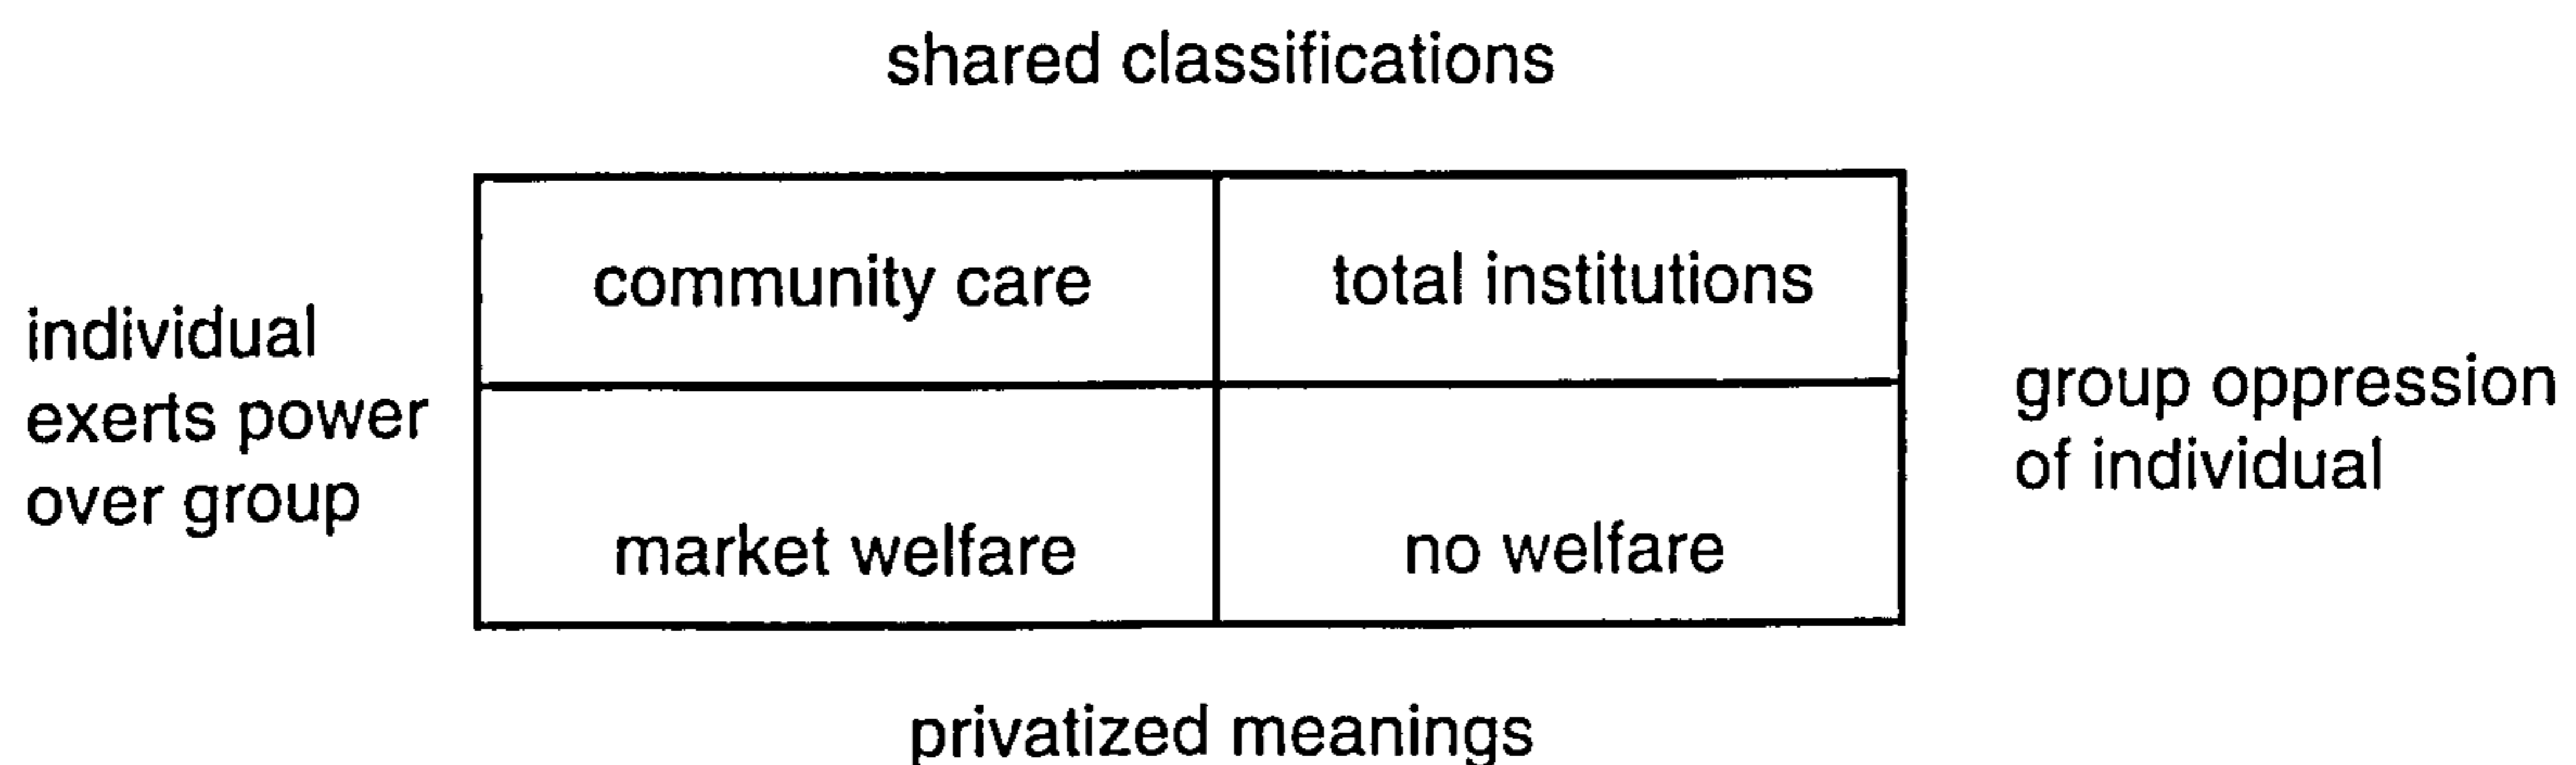 shared classifications
community care
total institutions
individual
exerts power
over group
group oppression
of individual
market welfare
no welfare
privatized meanings